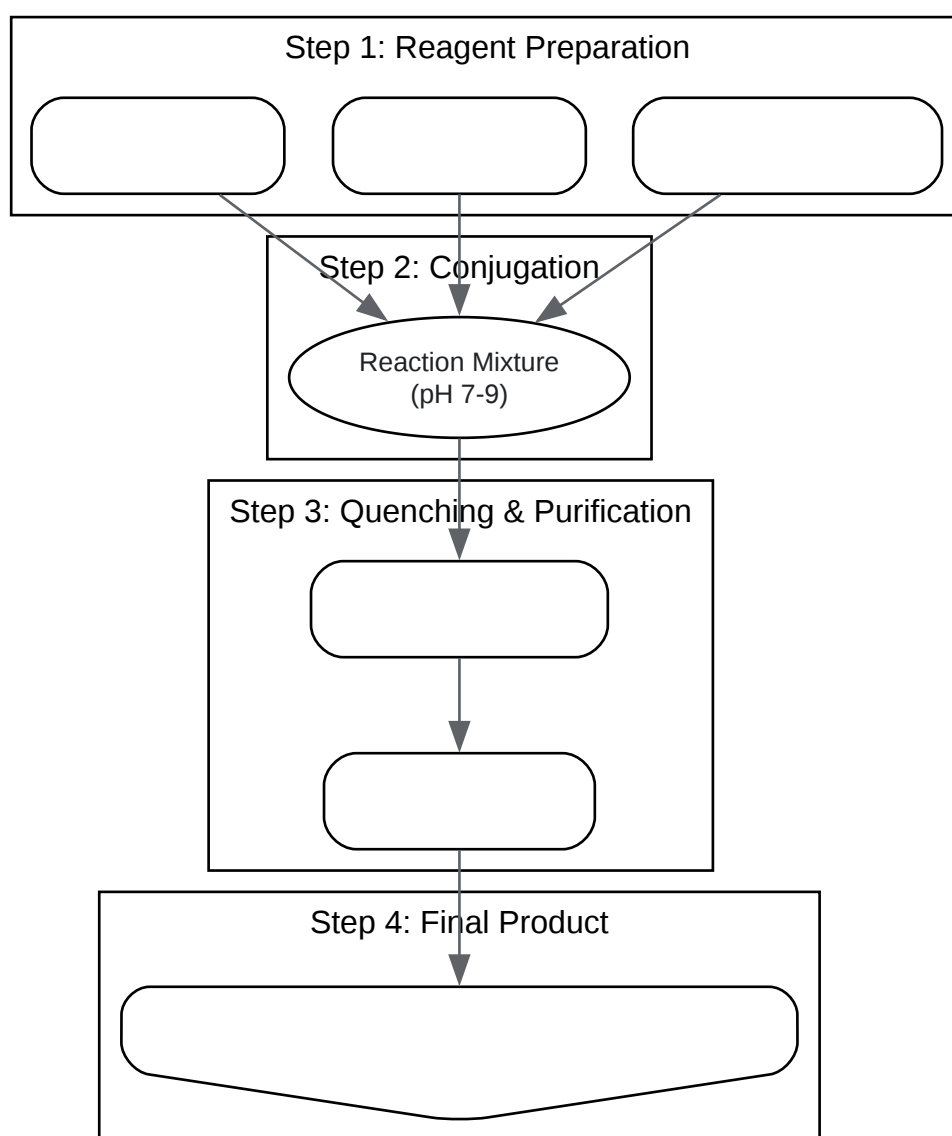 Step 1: Reagent Preparation
Step 2: Conjugation
Reaction Mixture
(pH 7-9)
Step 3: Quenching & Purification
Step 4: Final Product